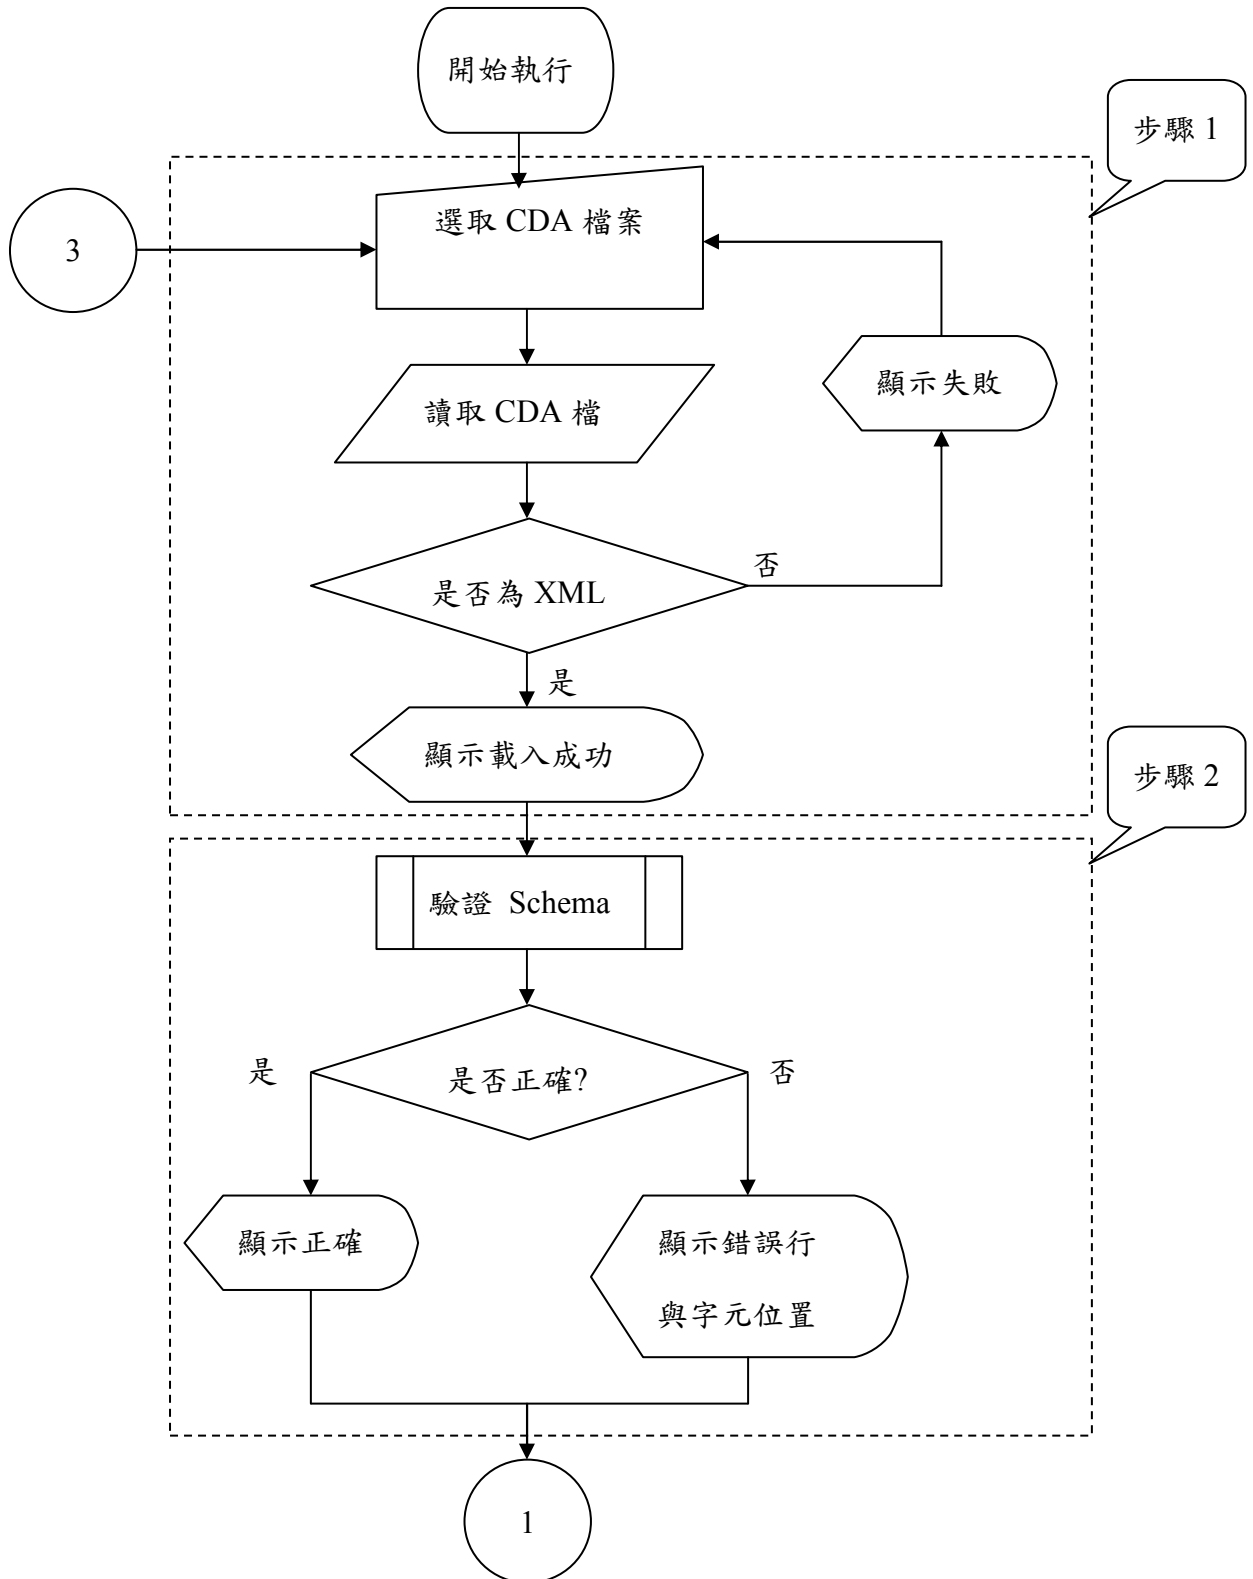 開始執行
步驟 1
選取 CDA 檔案
3
顯示失敗
讀取 CDA 檔
否
是否為 XML
是
顯示載入成功
步驟 2
驗證 Schema
是
是否正確?
否
顯示正確
顯示錯誤行
與字元位置
1